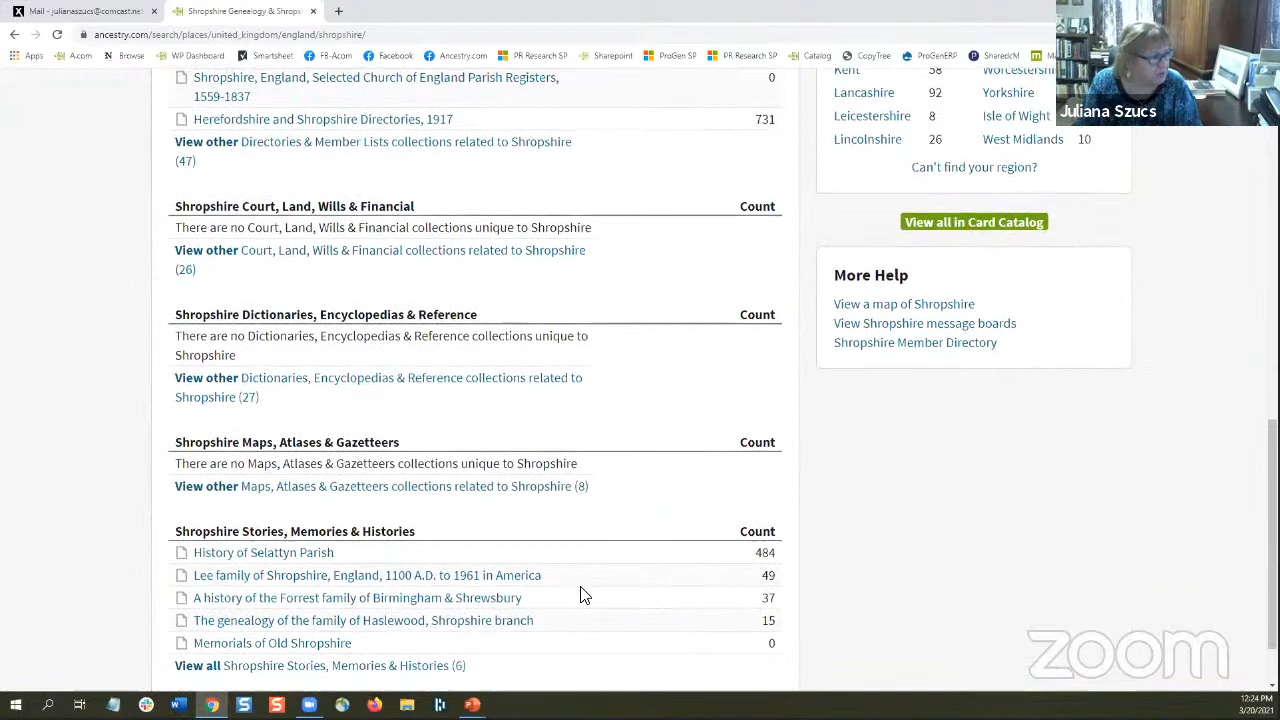 Mail - julianaszucs@comcast.net
Shropshire Genealogy & Shrops
ancestry.com/search/places/united_kingdom/england/shropshire/
Apps A.com Browse WP Dashboard Smartsheet FB-Acom Facebook Ancestry.com PR Research SP Sharepoint ProGen SP PR Research SP Catalog CopyTree ProGenERP SharedcM
Shropshire, England, Selected Church of England Parish Registers, 0
1559-1837
Herefordshire and Shropshire Directories, 1917 731
View other Directories & Member Lists collections related to Shropshire
(47)
Shropshire Court, Land, Wills & Financial Count
There are no Court, Land, Wills & Financial collections unique to Shropshire
View other Court, Land, Wills & Financial collections related to Shropshire
(26)
Shropshire Dictionaries, Encyclopedias & Reference Count
There are no Dictionaries, Encyclopedias & Reference collections unique to
Shropshire
View other Dictionaries, Encyclopedias & Reference collections related to
Shropshire (27)
Shropshire Maps, Atlases & Gazetteers Count
There are no Maps, Atlases & Gazetteers collections unique to Shropshire
View other Maps, Atlases & Gazetteers collections related to Shropshire (8)
Shropshire Stories, Memories & Histories Count
History of Selattyn Parish 484
Lee family of Shropshire, England, 1100 A.D. to 1961 in America 49
A history of the Forrest family of Birmingham & Shrewsbury 37
The genealogy of the family of Haslewood, Shropshire branch 15
Memorials of Old Shropshire 0
View all Shropshire Stories, Memories & Histories (6)
Kent 58 Worcestersh
Lancashire 92 Yorkshire
Leicestershire 8 Isle of Wight
Lincolnshire 26 West Midlands 10
Can't find your region?
View all in Card Catalog
More Help
View a map of Shropshire
View Shropshire message boards
Shropshire Member Directory
Juliana Szucs
zoom
12:24 PM
3/20/2021